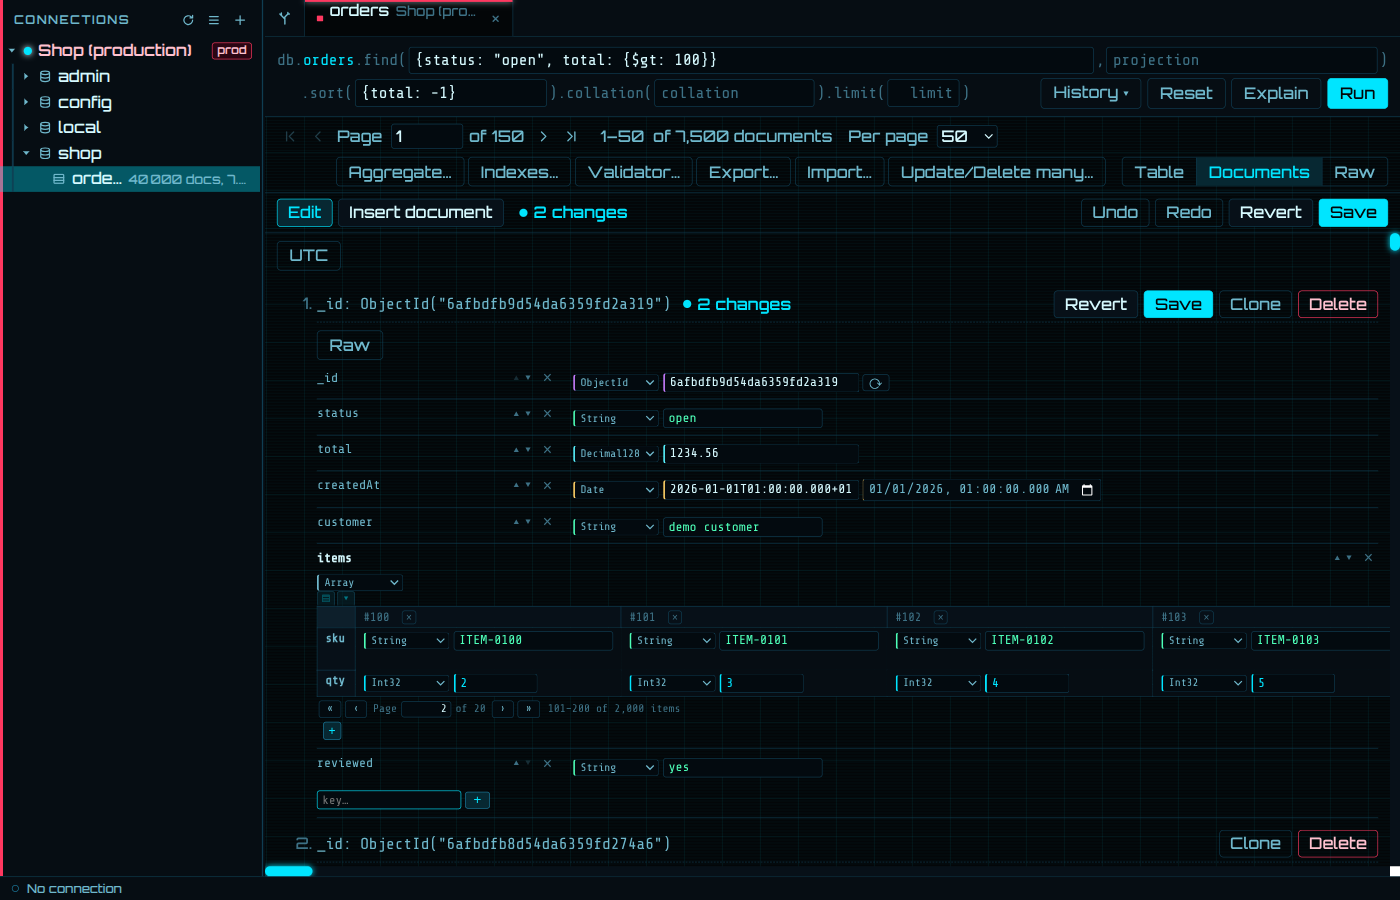 CONNECTIONS
Shop (production) prod
admin
config
local
shop
orde... 40 000 docs, 7....
orders Shop (pro... ×
db.orders.find( {status: "open", total: {$gt: 100}} , projection )
.sort( {total: -1} ).collation( collation ).limit( limit )
History Reset Explain Run
Page 1 of 150 1–50 of 7,500 documents Per page 50
Aggregate... Indexes... Validator... Export... Import... Update/Delete many... Table Documents Raw
Edit Insert document 2 changes Undo Redo Revert Save
UTC
1. _id: ObjectId("6afbdfb9d54da6359fd2a319") 2 changes Revert Save Clone Delete
Raw
_id × ObjectId 6afbdfb9d54da6359fd2a319
status × String open
total × Decimal128 1234.56
createdAt × Date 2026-01-01T01:00:00.000+01 01/01/2026, 01:00:00.000 AM
customer × String demo customer
items ×
Array
#100 × #101 × #102 × #103 ×
sku String ITEM-0100 String ITEM-0101 String ITEM-0102 String ITEM-0103
qty Int32 2 Int32 3 Int32 4 Int32 5
« ‹ Page 2 of 20 › » 101–200 of 2,000 items
+
reviewed × String yes
key… +
2. _id: ObjectId("6afbdfb8d54da6359fd274a6") Clone Delete
No connection